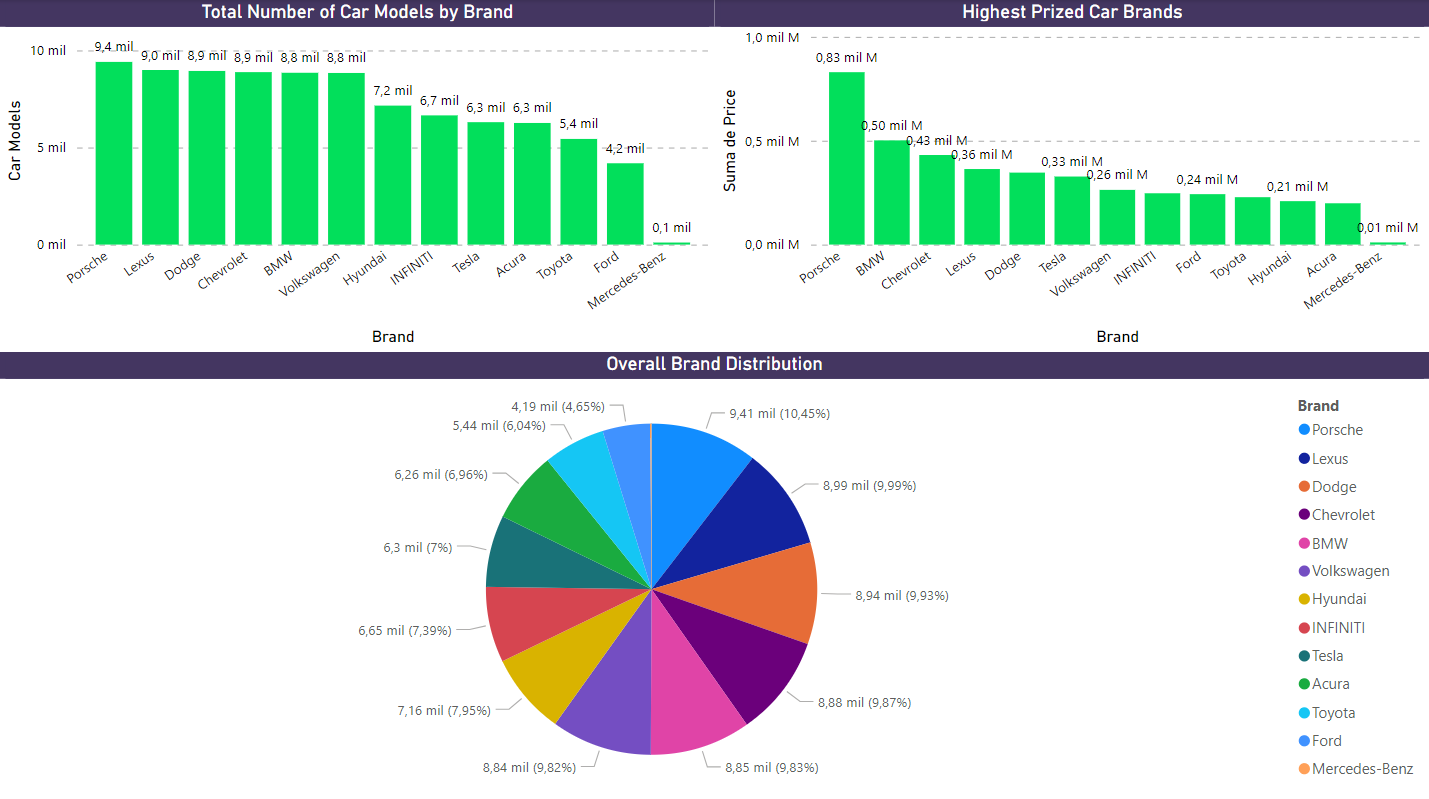 Total Number of Car Models by Brand
Car Models
10 mil
5 mil
0 mil
9,4 mil
9,0 mil
8,9 mil
8,9 mil
8,8 mil
8,8 mil
7,2 mil
6,7 mil
6,3 mil
6,3 mil
5,4 mil
4,2 mil
0,1 mil
Porsche
Lexus
Dodge
Chevrolet
BMW
Volkswagen
Hyundai
INFINITI
Tesla
Acura
Toyota
Ford
Mercedes-Benz
Brand
Highest Prized Car Brands
Suma de Price
1,0 mil M
0,5 mil M
0,0 mil M
0,83 mil M
0,50 mil M
0,43 mil M
0,36 mil M
0,33 mil M
0,26 mil M
0,24 mil M
0,21 mil M
0,01 mil M
Porsche
BMW
Chevrolet
Lexus
Dodge
Tesla
Volkswagen
INFINITI
Ford
Toyota
Hyundai
Acura
Mercedes-Benz
Brand
Overall Brand Distribution
9,41 mil (10,45%)
8,99 mil (9,99%)
8,94 mil (9,93%)
8,88 mil (9,87%)
8,85 mil (9,83%)
8,84 mil (9,82%)
7,16 mil (7,95%)
6,65 mil (7,39%)
6,3 mil (7%)
6,26 mil (6,96%)
5,44 mil (6,04%)
4,19 mil (4,65%)
Brand
Porsche
Lexus
Dodge
Chevrolet
BMW
Volkswagen
Hyundai
INFINITI
Tesla
Acura
Toyota
Ford
Mercedes-Benz